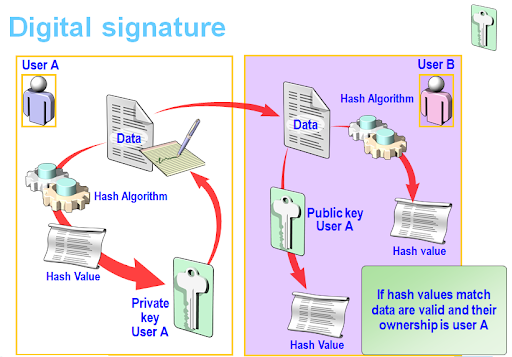 Digital signature
User A
Data
Hash Algorithm
Hash Value
Private
key
User A
User B
Data
Hash Algorithm
Public key
User A
Hash value
Hash Value
If hash values match
data are valid and their
ownership is user A